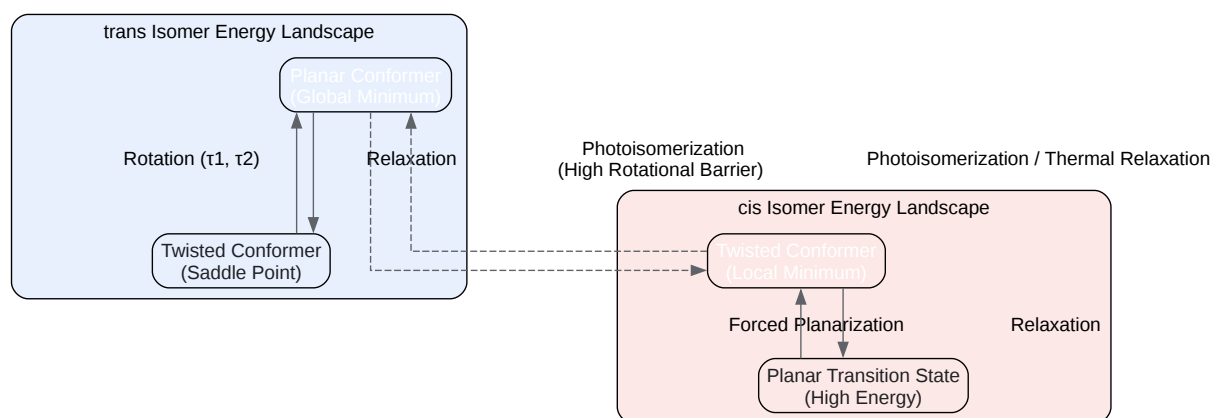 trans Isomer Energy Landscape
Planar Conformer
(Global Minimum)
Rotation (τ1, τ2)
Relaxation
Twisted Conformer
(Saddle Point)
Photoisomerization
(High Rotational Barrier)
Photoisomerization / Thermal Relaxation
cis Isomer Energy Landscape
Twisted Conformer
(Local Minimum)
Forced Planarization
Relaxation
Planar Transition State
(High Energy)